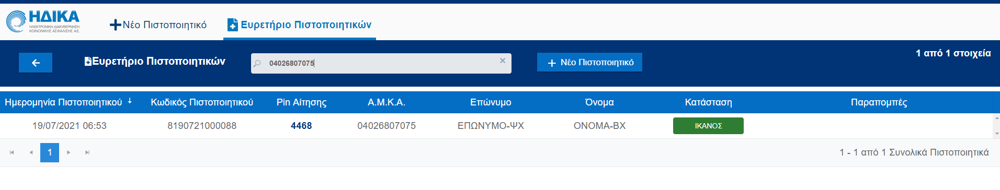 ΗΔΙΚΑ
ΗΛΕΚΤΡΟΝΙΚΗ ΔΙΑΚΥΒΕΡΝΗΣΗ
ΚΟΙΝΩΝΙΚΗΣ ΑΣΦΑΛΙΣΗΣ Α.Ε.
Νέο Πιστοποιητικό
Ευρετήριο Πιστοποιητικών
Ευρετήριο Πιστοποιητικών
04026807075
Νέο Πιστοποιητικό
1 από 1 στοιχεία
Ημερομηνία Πιστοποιητικού Κωδικός Πιστοποιητικού Pin Αίτησης Α.Μ.Κ.Α. Επώνυμο Όνομα Κατάσταση Παραπομπές
19/07/2021 06:53 8190721000088 4468 04026807075 ΕΠΩΝΥΜΟ-ΨΧ ΟΝΟΜΑ-ΒΧ ΙΚΑΝΟΣ
1
1 - 1 από 1 Συνολικά Πιστοποιητικά